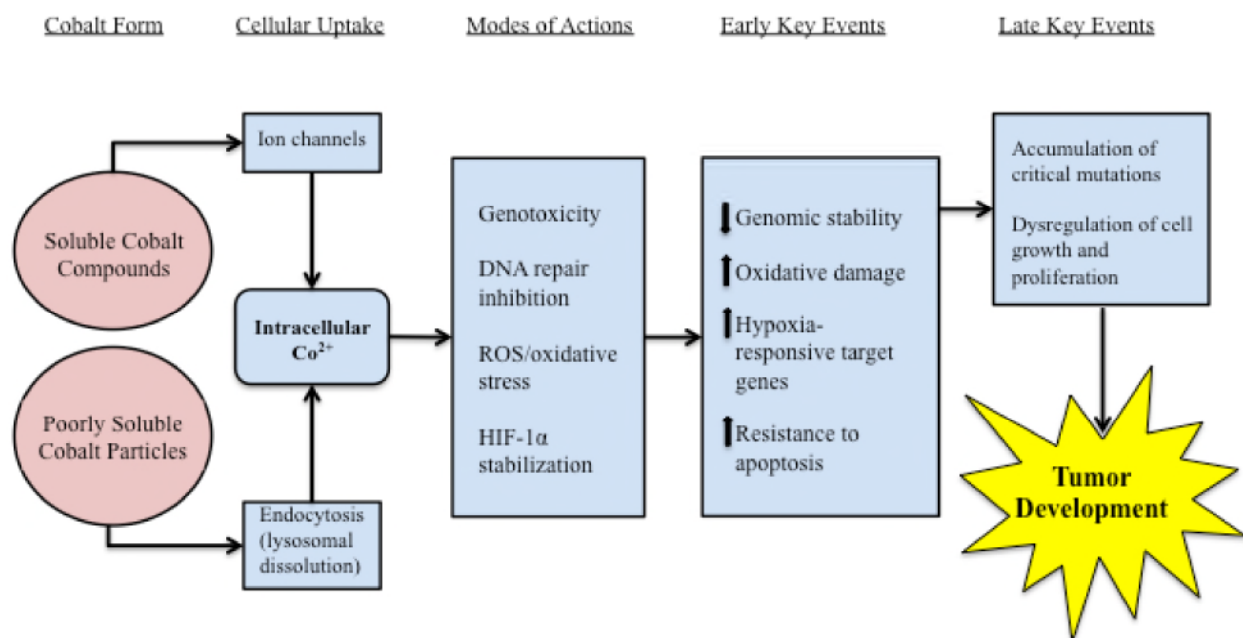 Cobalt Form
Cellular Uptake
Modes of Actions
Early Key Events
Late Key Events
Soluble Cobalt
Compounds
Poorly Soluble
Cobalt Particles
Ion channels
Intracellular
Co²⁺
Endocytosis
(lysosomal
dissolution)
Genotoxicity
DNA repair
inhibition
ROS/oxidative
stress
HIF-1α
stabilization
Genomic stability
Oxidative damage
Hypoxia-
responsive target
genes
Resistance to
apoptosis
Accumulation of
critical mutations
Dysregulation of cell
growth and
proliferation
Tumor
Development